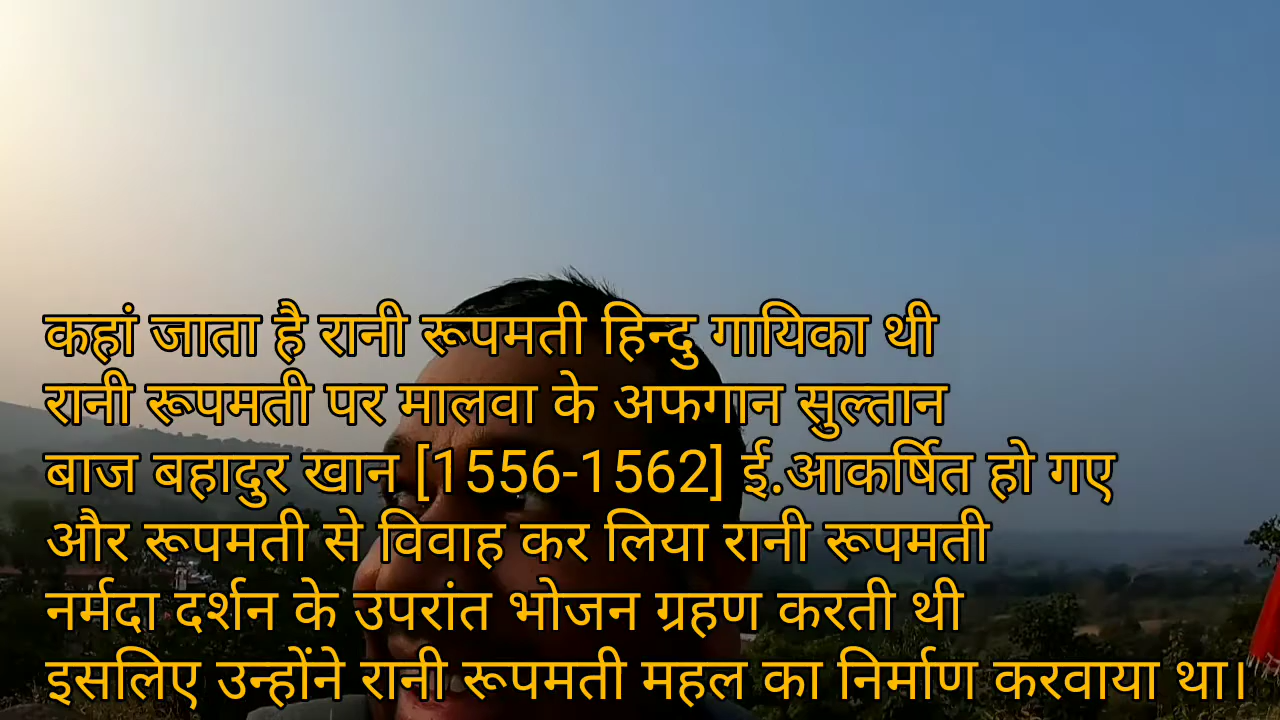 कहां जाता है रानी रूपमती हिन्दु गायिका थी
रानी रूपमती पर मालवा के अफगान सुल्तान
बाज बहादुर खान [1556-1562] ई.आकर्षित हो गए
और रूपमती से विवाह कर लिया रानी रूपमती
नर्मदा दर्शन के उपरांत भोजन ग्रहण करती थी
इसलिए उन्होंने रानी रूपमती महल का निर्माण करवाया था।